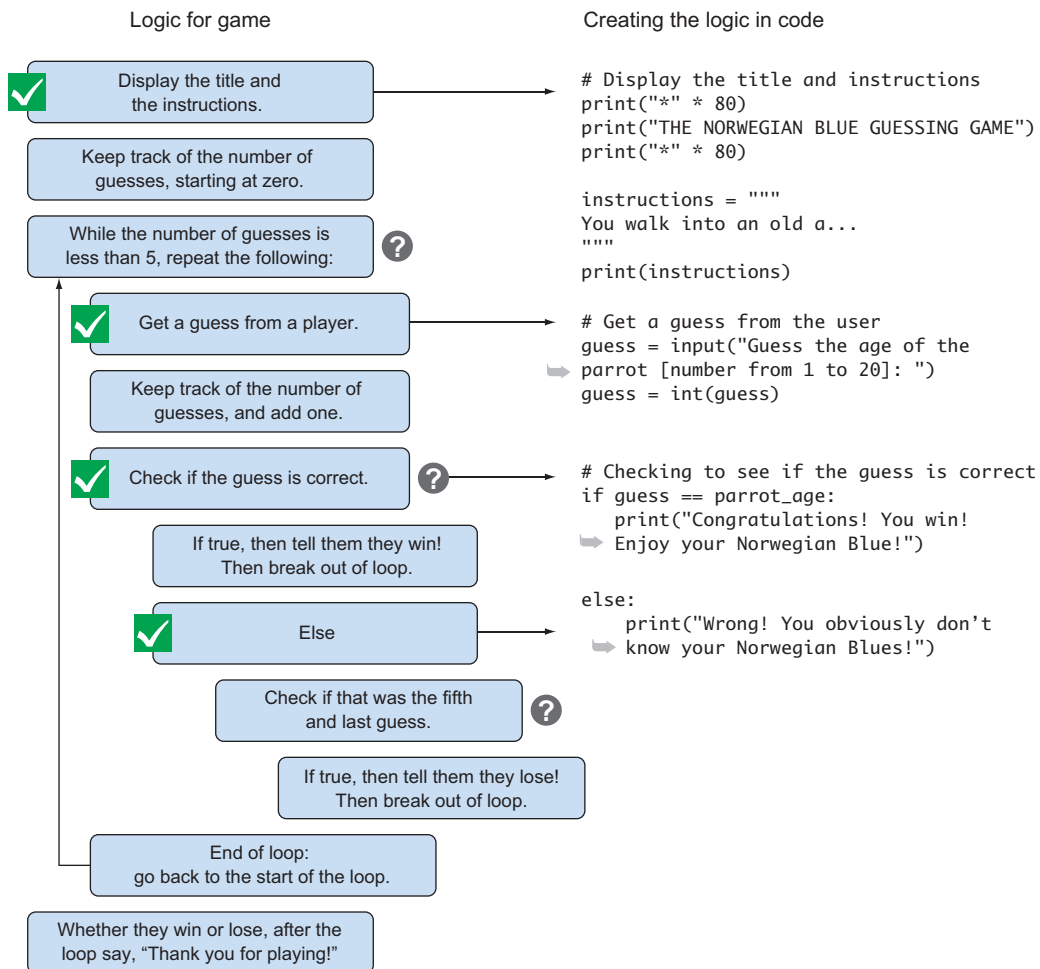 Logic for game
Creating the logic in code
Display the title and
the instructions.
Keep track of the number of
guesses, starting at zero.
While the number of guesses is
less than 5, repeat the following:
?
Get a guess from a player.
Keep track of the number of
guesses, and add one.
Check if the guess is correct.
?
If true, then tell them they win!
Then break out of loop.
Else
Check if that was the fifth
and last guess.
?
If true, then tell them they lose!
Then break out of loop.
End of loop:
go back to the start of the loop.
Whether they win or lose, after the
loop say, “Thank you for playing!”
# Display the title and instructions
print("*" * 80)
print("THE NORWEGIAN BLUE GUESSING GAME")
print("*" * 80)
instructions = """
You walk into an old a...
"""
print(instructions)
# Get a guess from the user
guess = input("Guess the age of the
parrot [number from 1 to 20]: ")
guess = int(guess)
# Checking to see if the guess is correct
if guess == parrot_age:
print("Congratulations! You win!
Enjoy your Norwegian Blue!")
else:
print("Wrong! You obviously don’t
know your Norwegian Blues!")